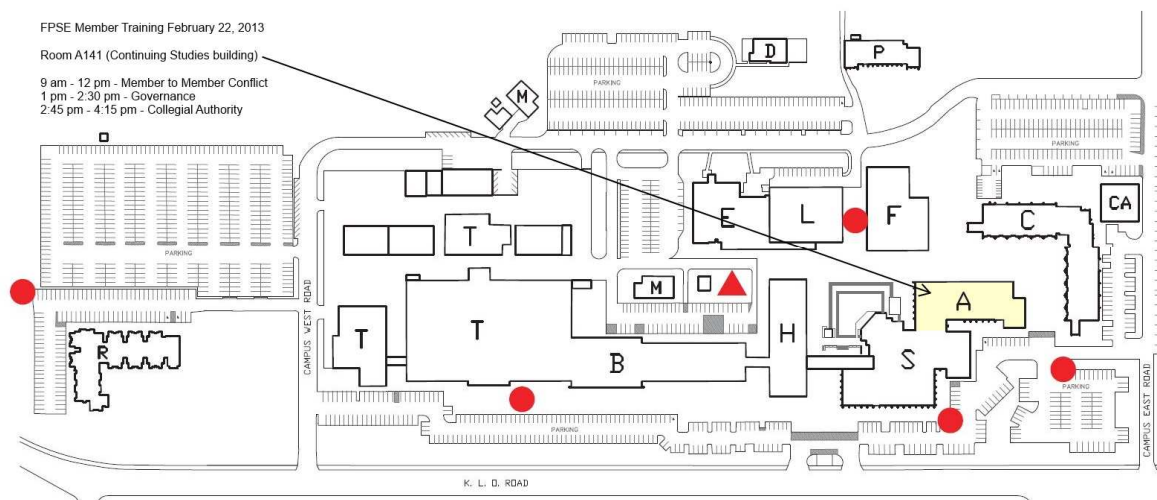 FPSE Member Training February 22, 2013
Room A141 (Continuing Studies building)
9 am - 12 pm - Member to Member Conflict
1 pm - 2:30 pm - Governance
2:45 pm - 4:15 pm - Collegial Authority
D
P
PARKING
M
PARKING
CA
E
L
F
C
T
PARKING
M
A
CAMPUS WEST ROAD
T
T
H
R
B
S
PARKING
CAMPUS EAST ROAD
PARKING
K. L. O. ROAD